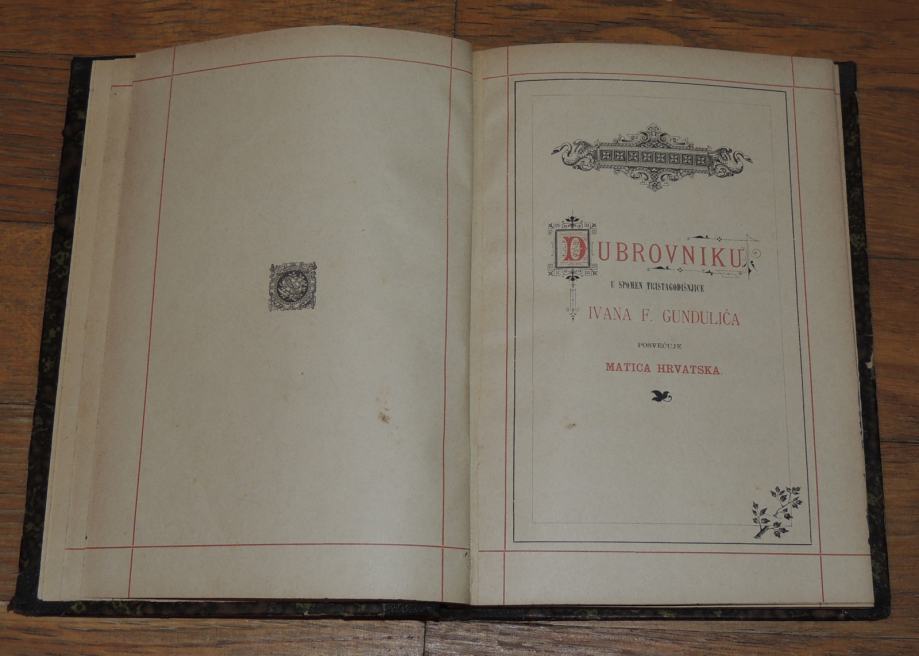 DUBROVNIKU
U SPOMEN TRISTAGODIŠNJICE
IVANA F. GUNDULIĆA
POSVEĆUJE
MATICA HRVATSKA.